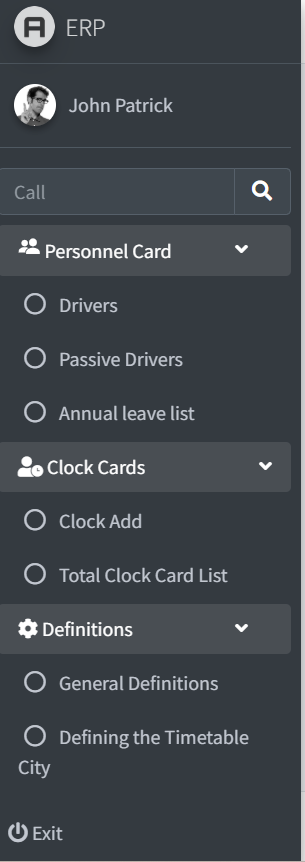 ERP
John Patrick
Call
Personnel Card
Drivers
Passive Drivers
Annual leave list
Clock Cards
Clock Add
Total Clock Card List
Definitions
General Definitions
Defining the Timetable
City
Exit